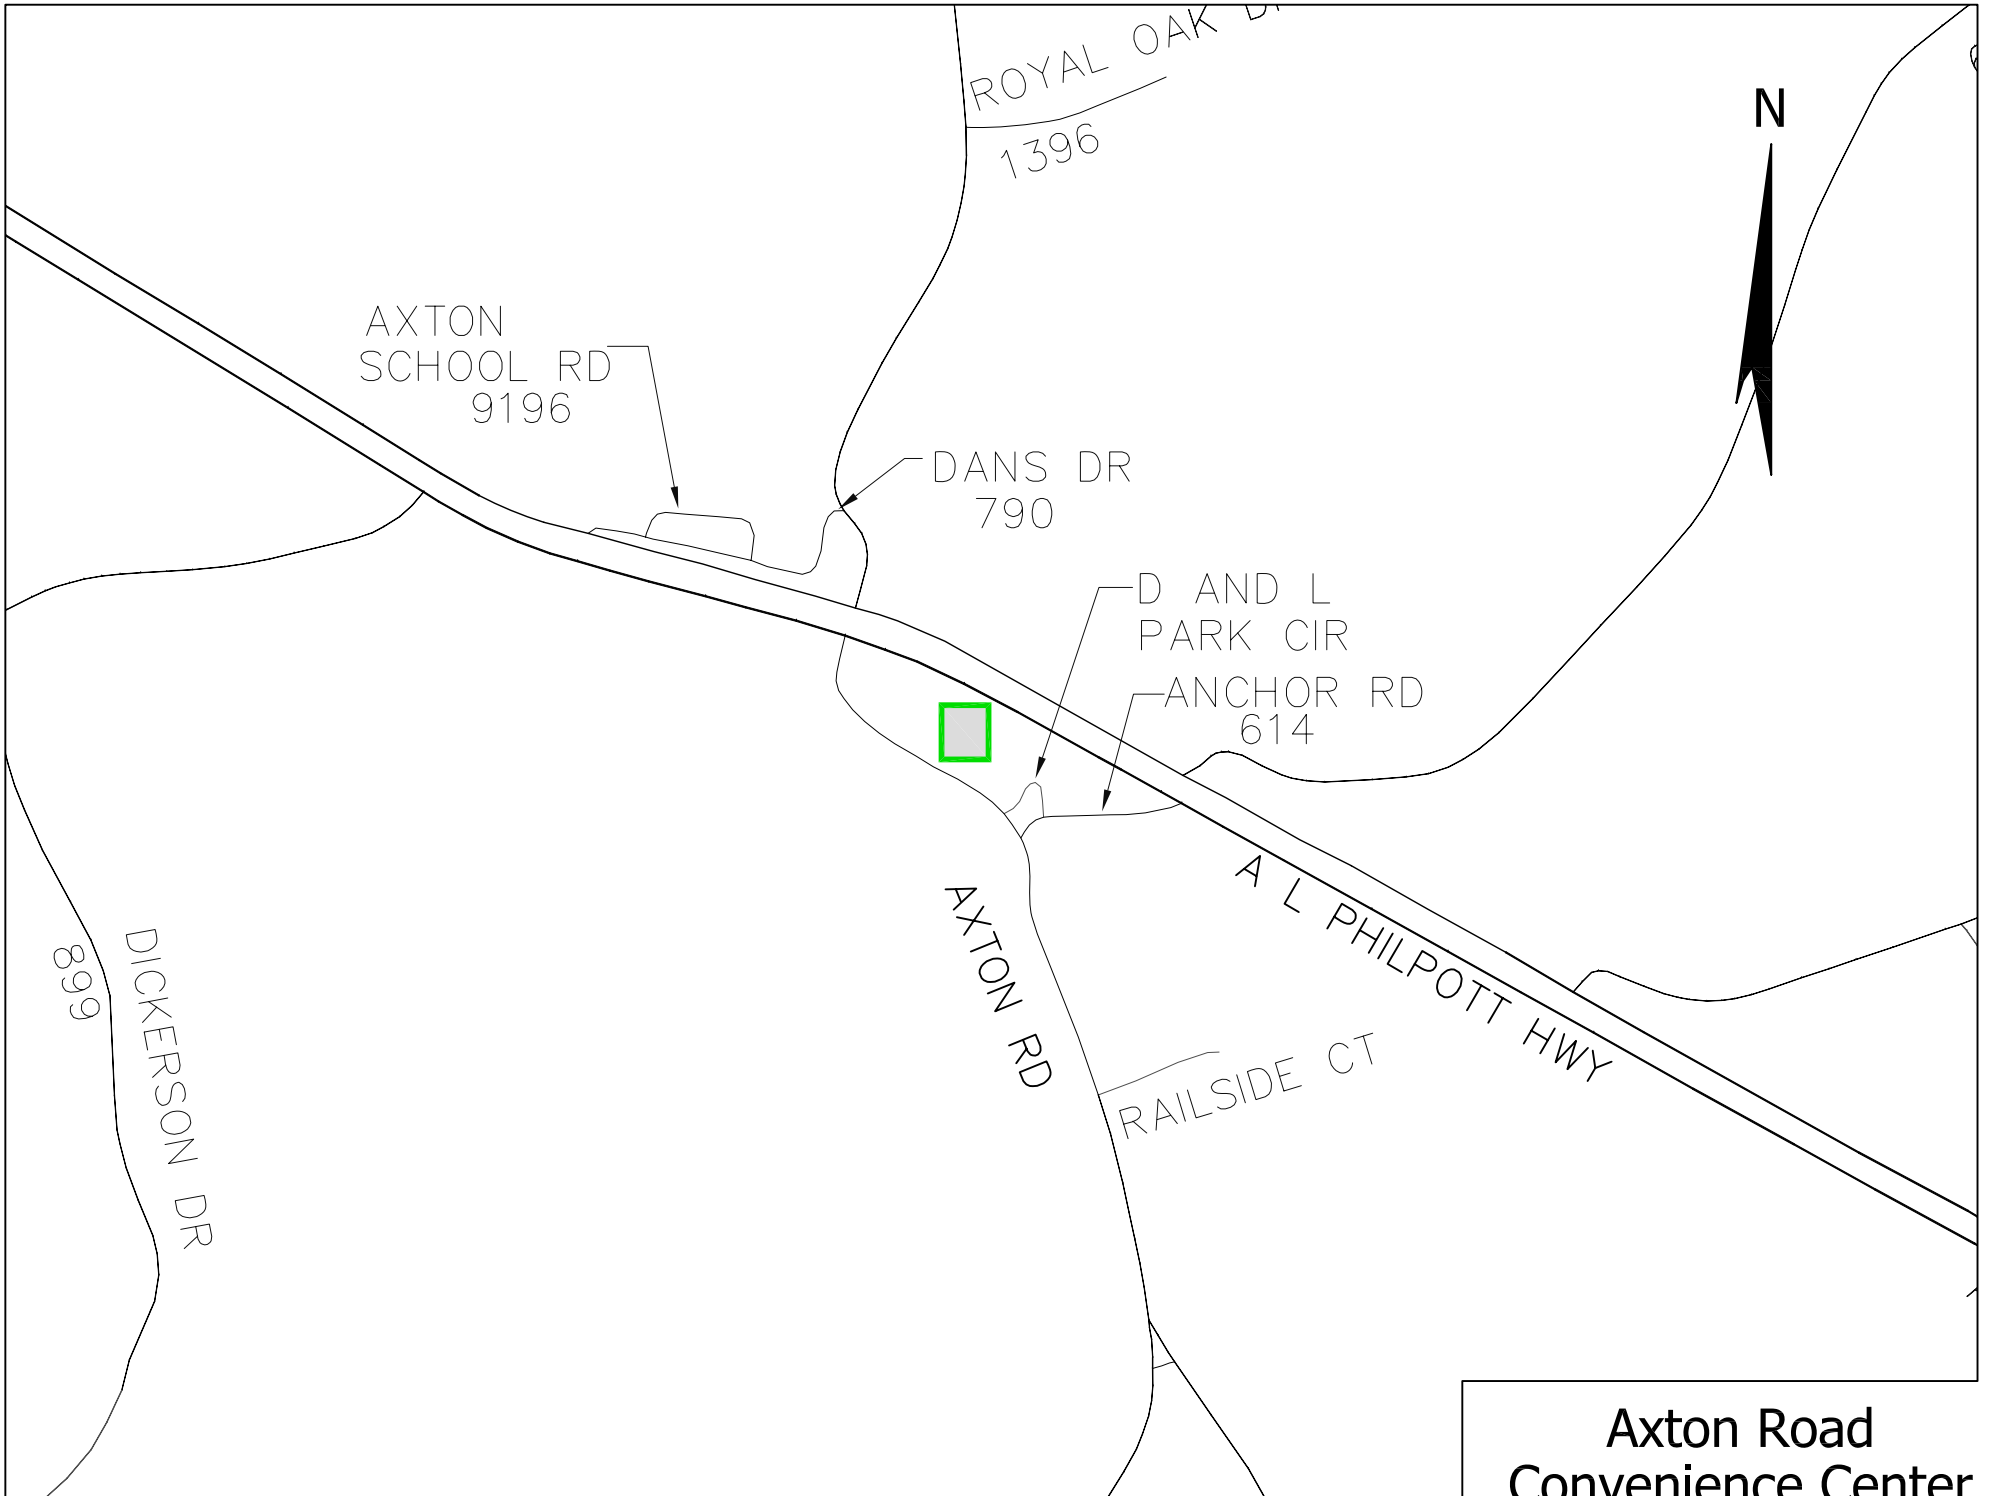 ROYAL OAK
1396
N
AXTON
SCHOOL RD
9196
DANS DR
790
D AND L
PARK CIR
ANCHOR RD
614
A L PHILPOTT HWY
AXTON RD
DICKERSON DR
899
RAILSIDE CT
Axton Road
Convenience Center